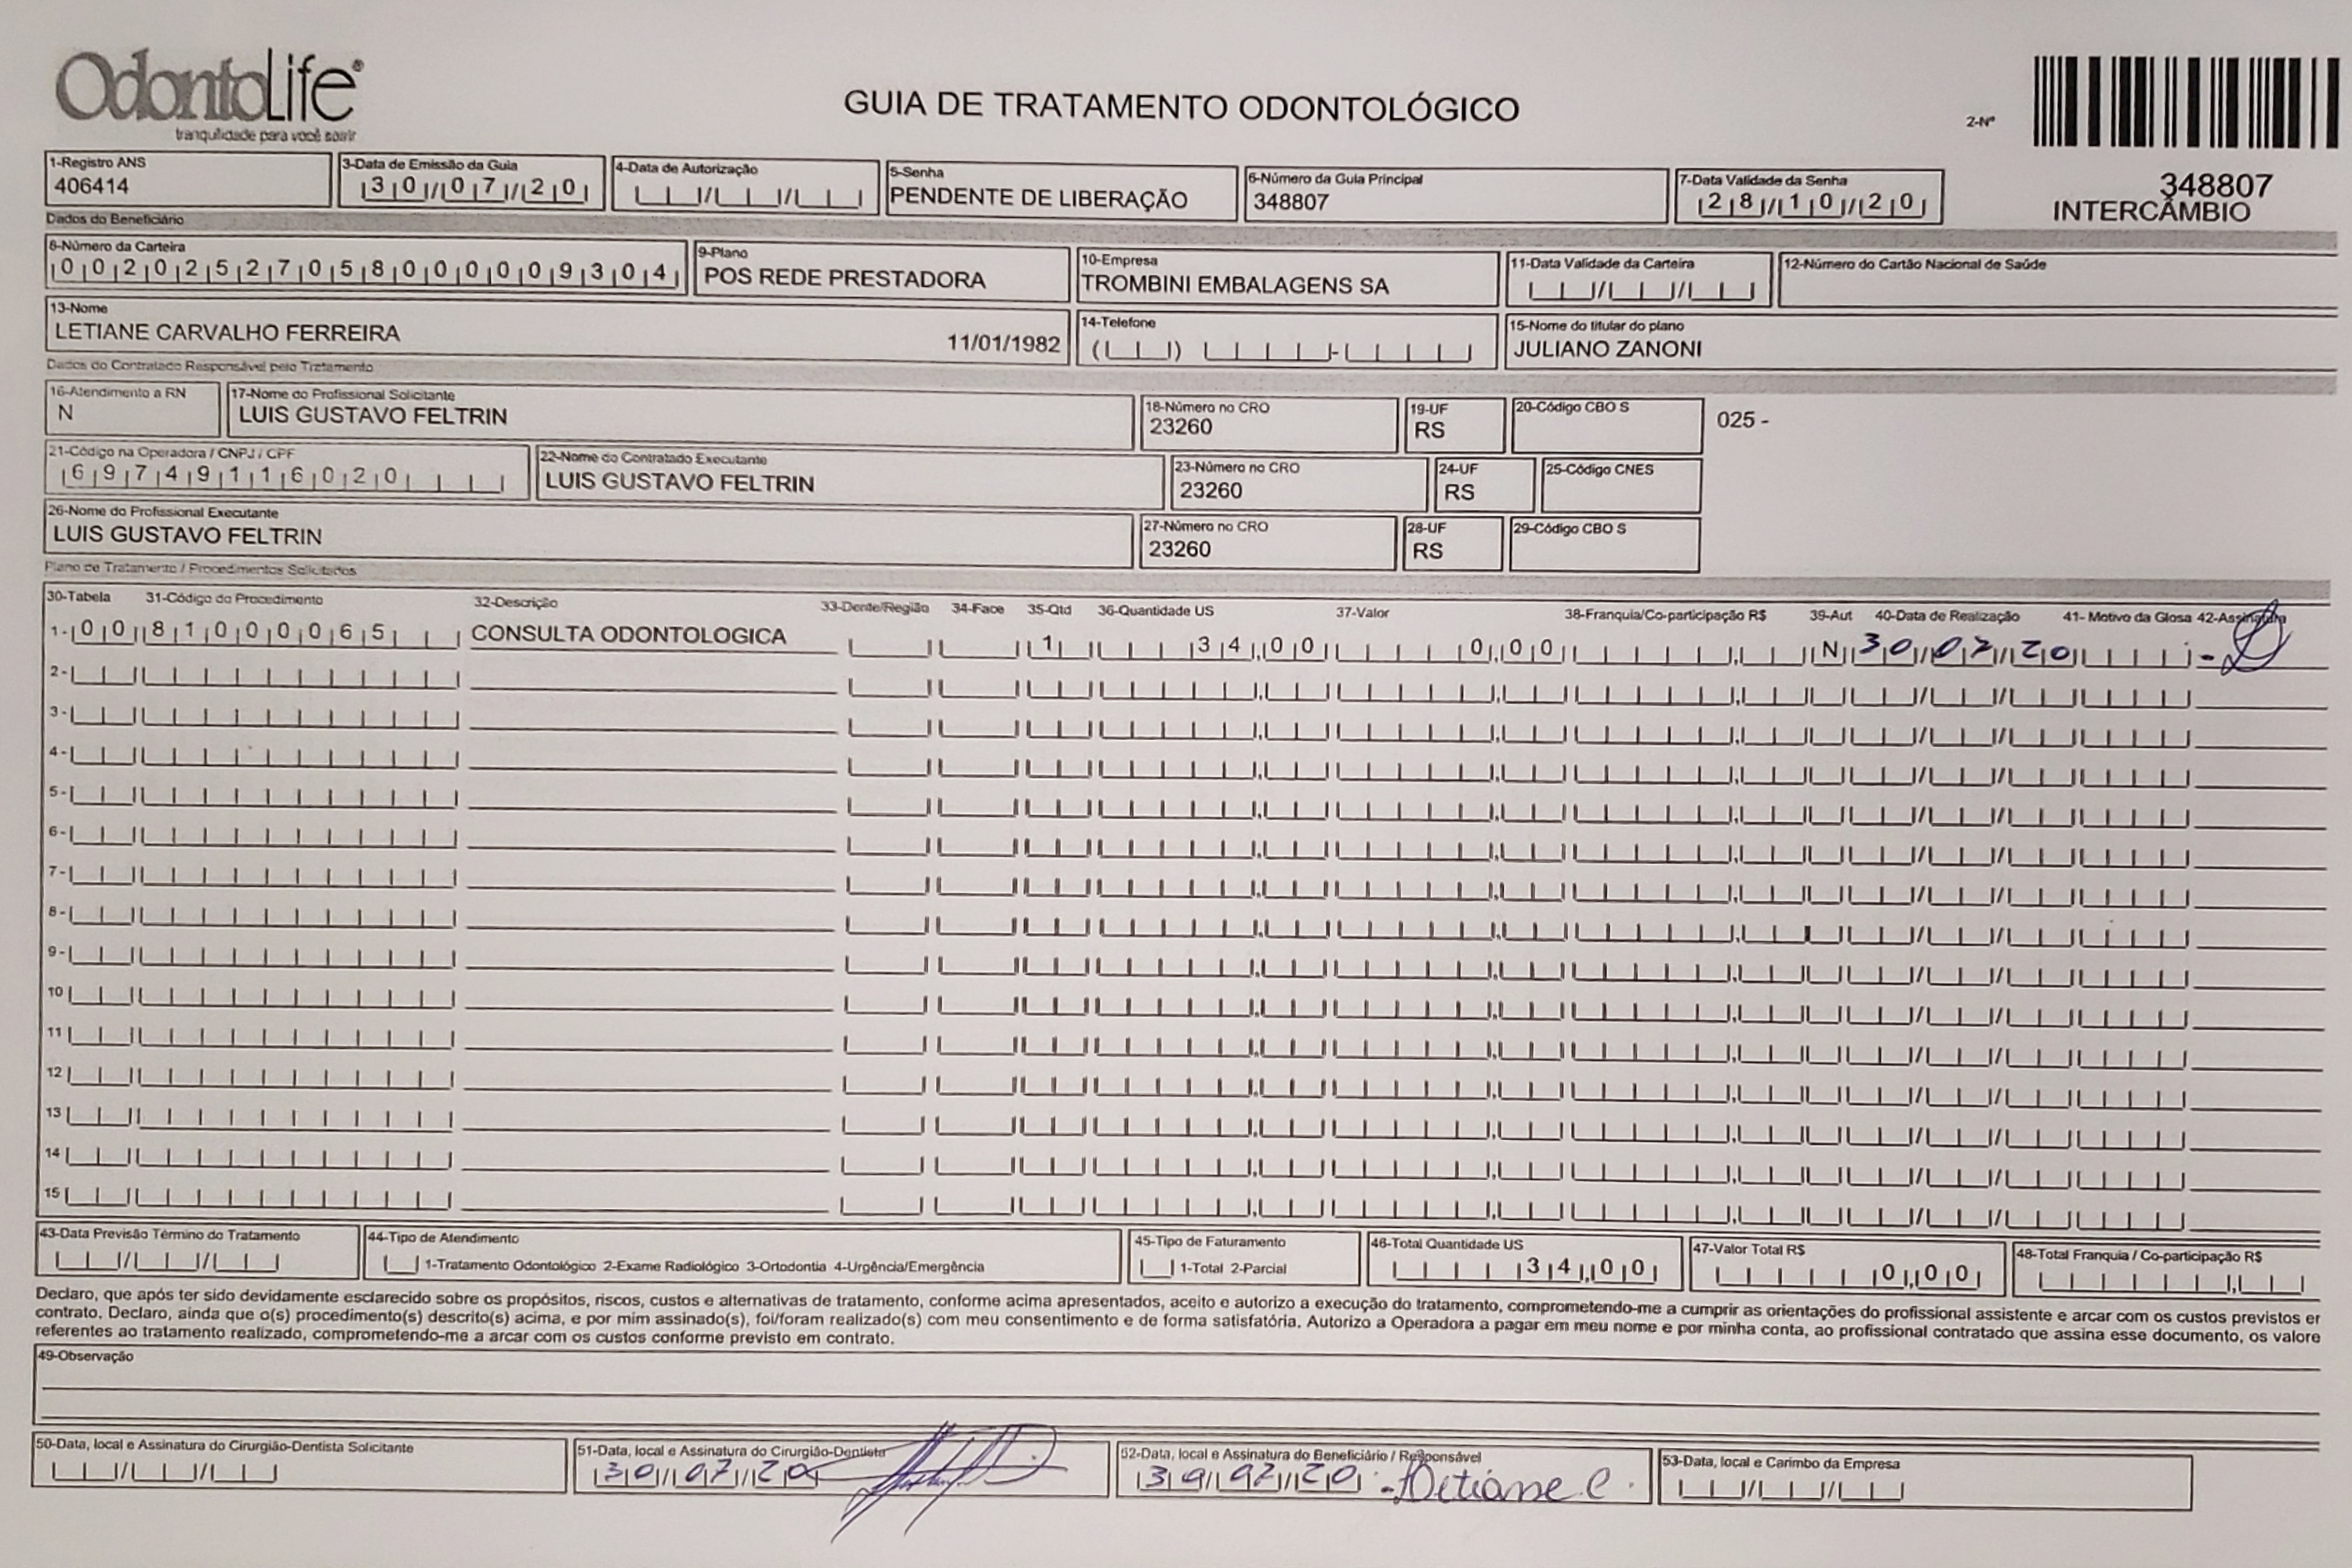 OdontoLife®
tranquilidade para você sorrir
GUIA DE TRATAMENTO ODONTOLÓGICO
2-Nº
348807
INTERCÂMBIO
1-Registro ANS
406414
3-Data de Emissão da Guia
30/07/20
4-Data de Autorização
5-Senha
PENDENTE DE LIBERAÇÃO
6-Número da Guia Principal
348807
7-Data Validade da Senha
28/10/20
Dados do Beneficiário
8-Número da Carteira
00202527058000009304
9-Plano
POS REDE PRESTADORA
10-Empresa
TROMBINI EMBALAGENS SA
11-Data Validade da Carteira
12-Número do Cartão Nacional de Saúde
13-Nome
LETIANE CARVALHO FERREIRA 11/01/1982
14-Telefone
15-Nome do titular do plano
JULIANO ZANONI
Dados do Contratado Responsável pelo Tratamento
16-Atendimento a RN
N
17-Nome do Profissional Solicitante
LUIS GUSTAVO FELTRIN
18-Número no CRO
23260
19-UF
RS
20-Código CBO S
025 -
21-Código na Operadora / CNPJ / CPF
69749116020
22-Nome do Contratado Executante
LUIS GUSTAVO FELTRIN
23-Número no CRO
23260
24-UF
RS
25-Código CNES
26-Nome do Profissional Executante
LUIS GUSTAVO FELTRIN
27-Número no CRO
23260
28-UF
RS
29-Código CBO S
Plano de Tratamento / Procedimentos Solicitados
30-Tabela 31-Código do Procedimento 32-Descrição 33-Dente/Região 34-Face 35-Qtd 36-Quantidade US 37-Valor 38-Franquia/Co-participação R$ 39-Aut 40-Data de Realização 41- Motivo da Glosa 42-Assinatura
1- 00 81000065 CONSULTA ODONTOLOGICA 1 34,00 0,00 N 30/07/20
2-
3-
4-
5-
6-
7-
8-
9-
10
11
12
13
14
15
43-Data Previsão Término do Tratamento
44-Tipo de Atendimento
1-Tratamento Odontológico 2-Exame Radiológico 3-Ortodontia 4-Urgência/Emergência
45-Tipo de Faturamento
1-Total 2-Parcial
46-Total Quantidade US
34,00
47-Valor Total R$
0,00
48-Total Franquia / Co-participação R$
Declaro, que após ter sido devidamente esclarecido sobre os propósitos, riscos, custos e alternativas de tratamento, conforme acima apresentados, aceito e autorizo a execução do tratamento, comprometendo-me a cumprir as orientações do profissional assistente e arcar com os custos previstos er
contrato. Declaro, ainda que o(s) procedimento(s) descrito(s) acima, e por mim assinado(s), foi/foram realizado(s) com meu consentimento e de forma satisfatória. Autorizo a Operadora a pagar em meu nome e por minha conta, ao profissional contratado que assina esse documento, os valore
referentes ao tratamento realizado, comprometendo-me a arcar com os custos conforme previsto em contrato.
49-Observação
50-Data, local e Assinatura do Cirurgião-Dentista Solicitante
51-Data, local e Assinatura do Cirurgião-Dentista
30/07/20
52-Data, local e Assinatura do Beneficiário / Responsável
30/07/20 Letiane C.
53-Data, local e Carimbo da Empresa